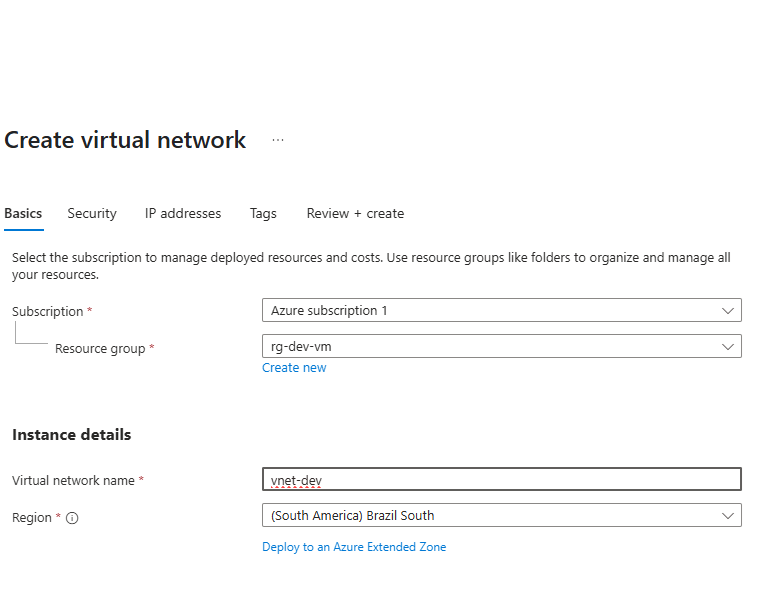 Create virtual network ...
Basics Security IP addresses Tags Review + create
Select the subscription to manage deployed resources and costs. Use resource groups like folders to organize and manage all
your resources.
Subscription * Azure subscription 1
Resource group * rg-dev-vm
Create new
Instance details
Virtual network name * vnet-dev
Region * (South America) Brazil South
Deploy to an Azure Extended Zone